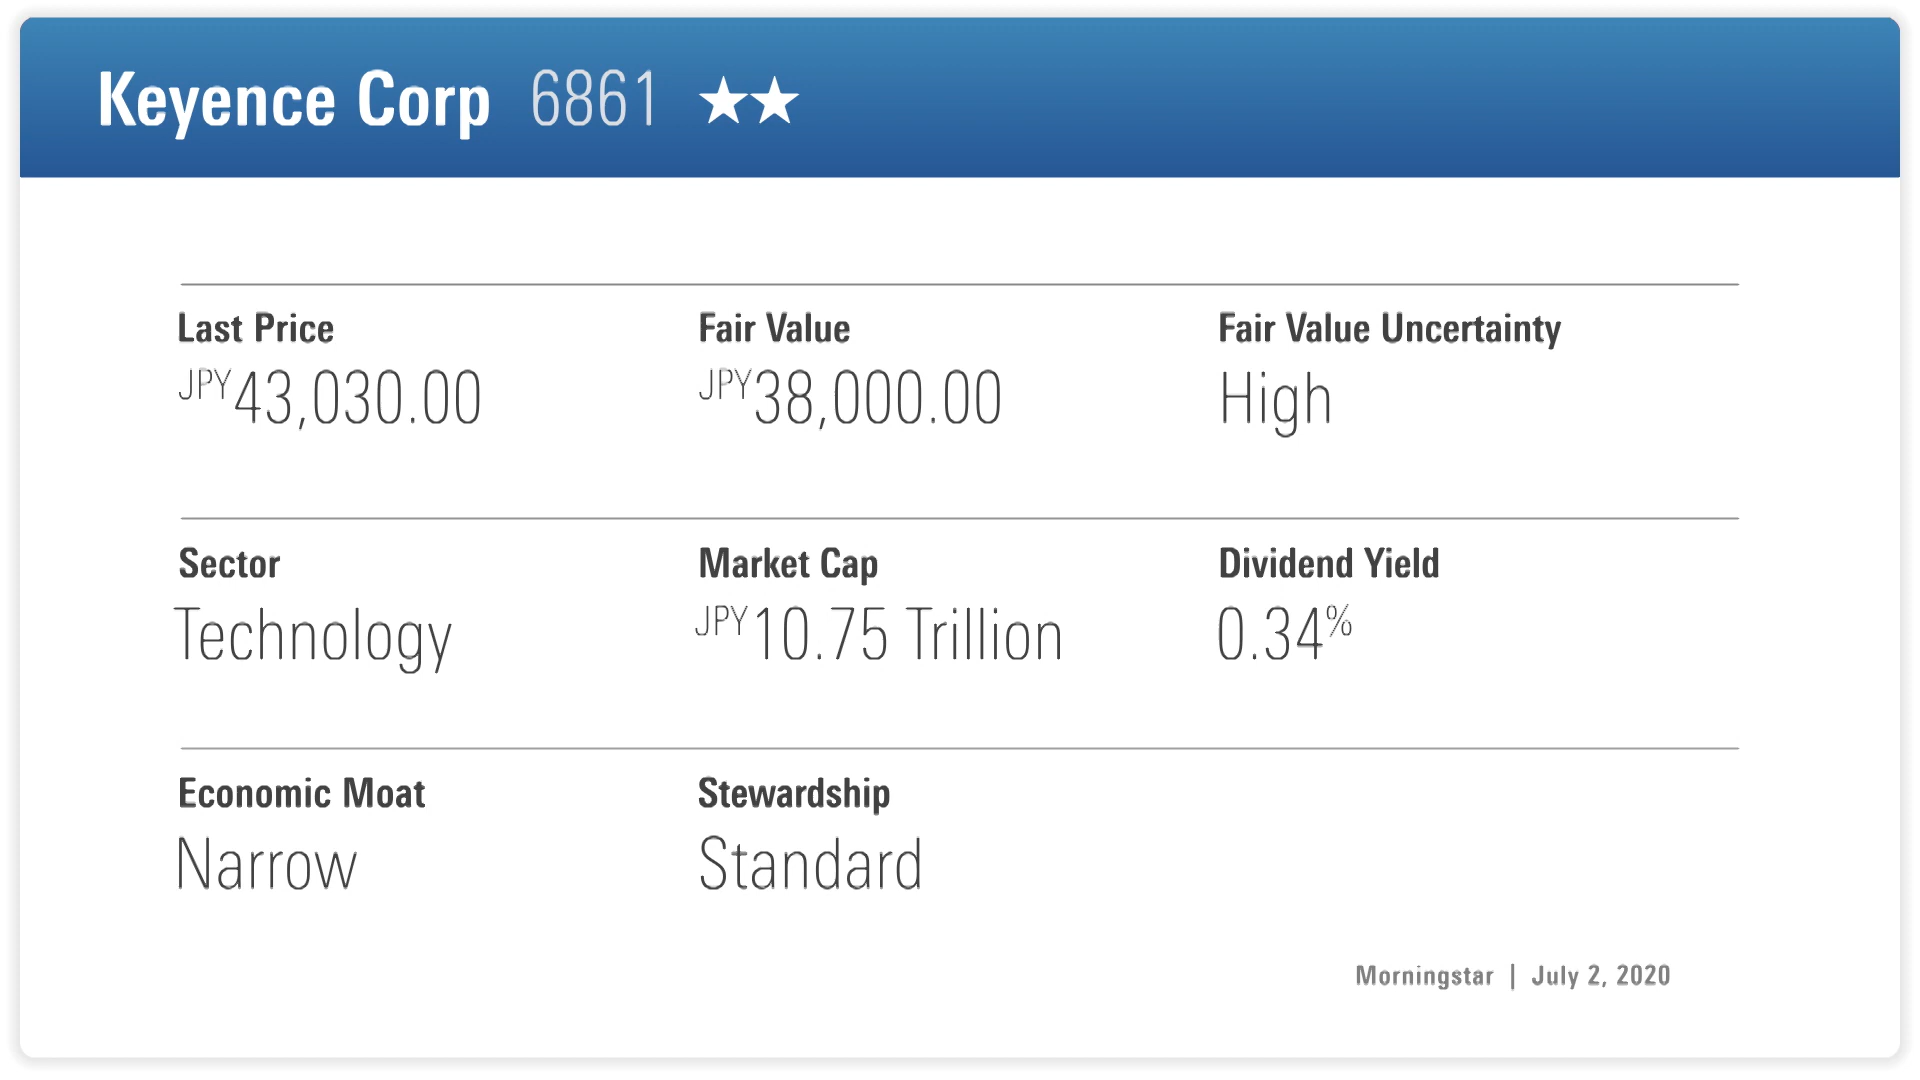 Keyence Corp 6861 ★★
Last Price
JPY43,030.00
Fair Value
JPY38,000.00
Fair Value Uncertainty
High
Sector
Technology
Market Cap
JPY10.75 Trillion
Dividend Yield
0.34%
Economic Moat
Narrow
Stewardship
Standard
Morningstar | July 2, 2020